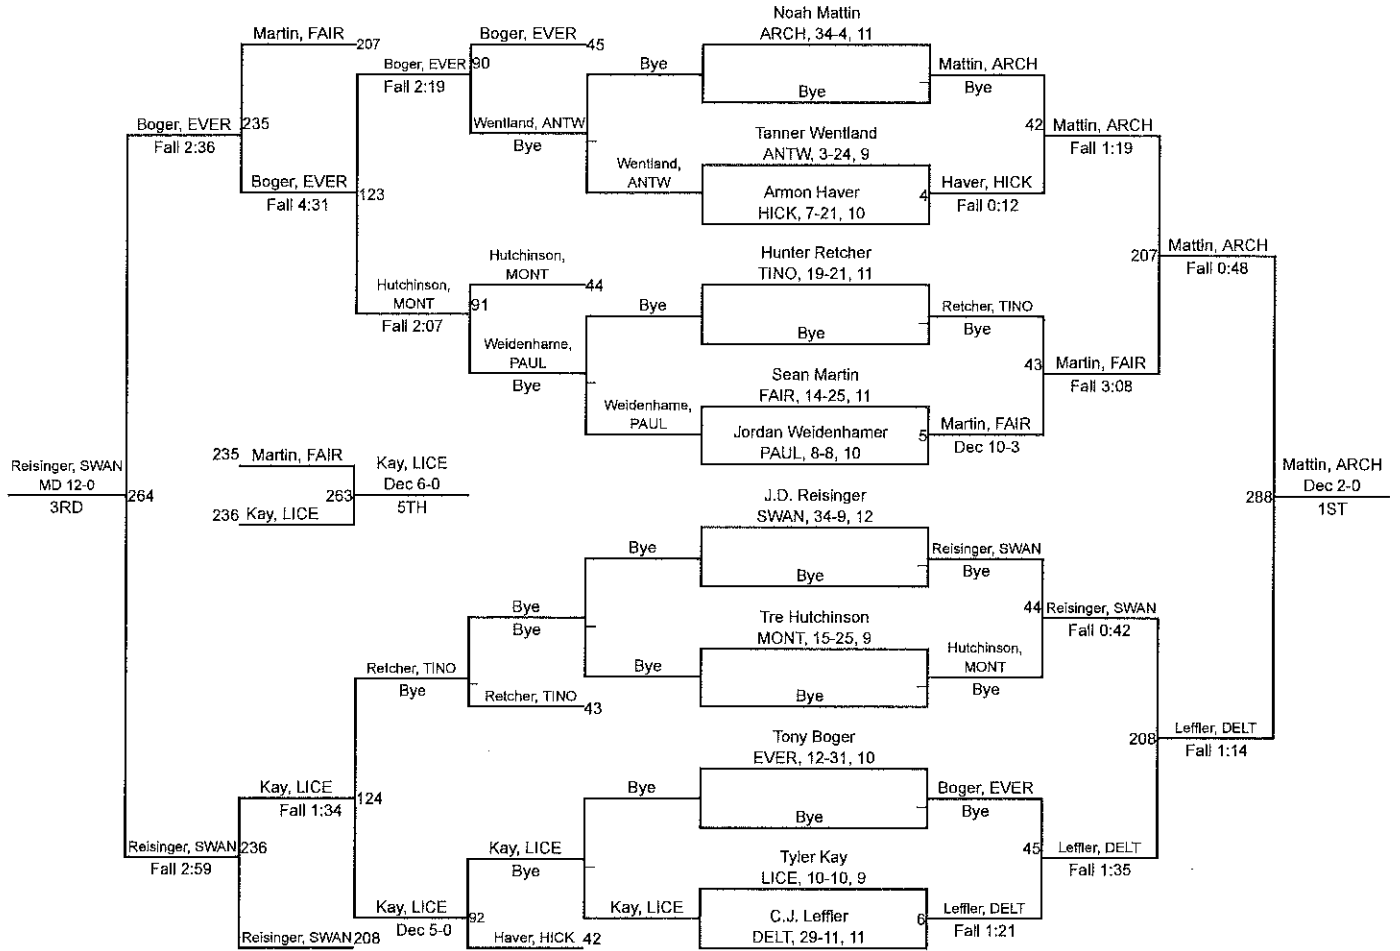 Noah Mattin
ARCH, 34-4, 11
Martin, FAIR
207
Boger, EVER
45
Boger, EVER
90
Fall 2:19
Bye
Bye
Mattin, ARCH
Bye
Boger, EVER
235
Fall 2:36
Wentland, ANTW
Bye
Tanner Wentland
ANTW, 3-24, 9
42
Mattin, ARCH
Fall 1:19
Boger, EVER
Fall 4:31
123
Wentland,
ANTW
Armon Haver
HICK, 7-21, 10
4
Haver, HICK
Fall 0:12
Hutchinson,
MONT
44
Hunter Retcher
TINO, 19-21, 11
207
Mattin, ARCH
Fall 0:48
Hutchinson,
MONT
91
Fall 2:07
Bye
Bye
Retcher, TINO
Bye
Weidenhame,
PAUL
Bye
Sean Martin
FAIR, 14-25, 11
43
Martin, FAIR
Fall 3:08
Weidenhame,
PAUL
Jordan Weidenhamer
PAUL, 8-8, 10
5
Martin, FAIR
Dec 10-3
Reisinger, SWAN
MD 12-0
3RD
264
235
Martin, FAIR
236
Kay, LICE
263
Kay, LICE
Dec 6-0
5TH
288
Mattin, ARCH
Dec 2-0
1ST
J.D. Reisinger
SWAN, 34-9, 12
Bye
Bye
Reisinger, SWAN
Bye
Bye
Bye
Tre Hutchinson
MONT, 15-25, 9
44
Reisinger, SWAN
Fall 0:42
Retcher, TINO
Bye
Retcher, TINO
43
Bye
Bye
Hutchinson,
MONT
Bye
Tony Boger
EVER, 12-31, 10
208
Leffler, DELT
Fall 1:14
Kay, LICE
Fall 1:34
124
Bye
Bye
Boger, EVER
Bye
Reisinger, SWAN
236
Fall 2:59
Kay, LICE
Bye
Tyler Kay
LICE, 10-10, 9
45
Leffler, DELT
Fall 1:35
Kay, LICE
Dec 5-0
92
Kay, LICE
C.J. Leffler
DELT, 29-11, 11
6
Leffler, DELT
Fall 1:21
Reisinger, SWAN
208
Haver, HICK
42